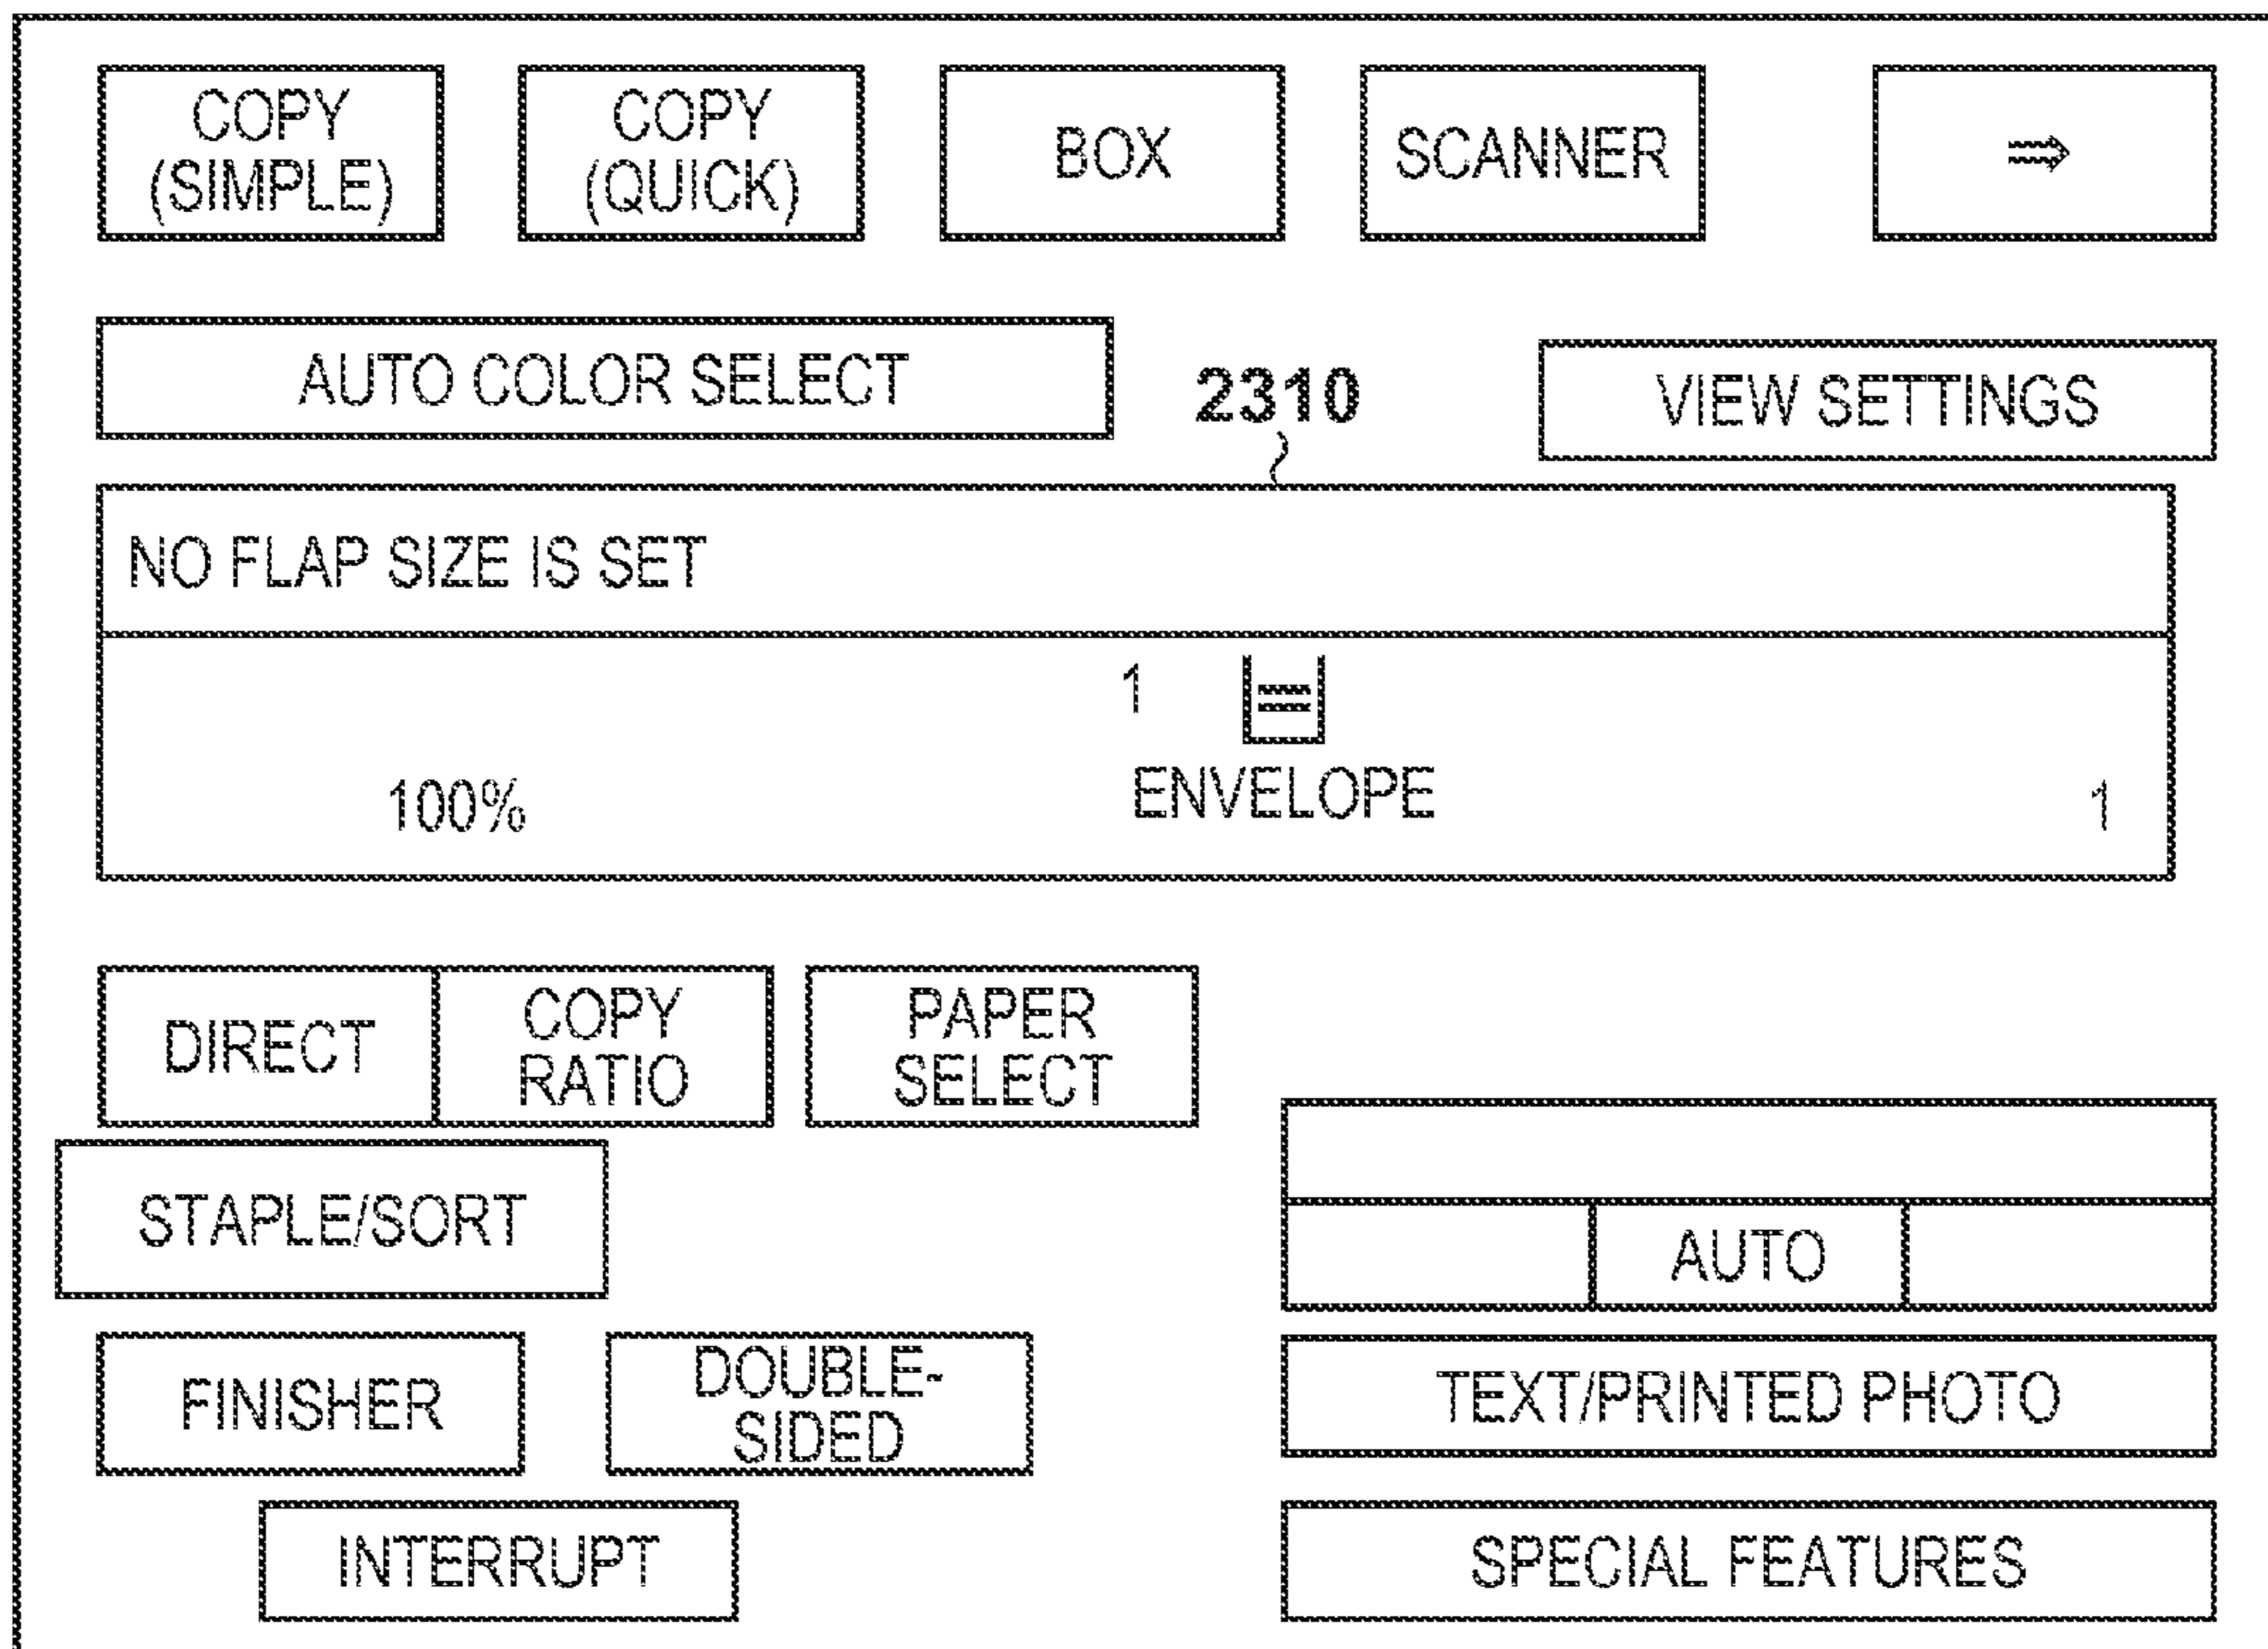 COPY
(SIMPLE)
COPY
(QUICK)
BOX
SCANNER
⇒
AUTO COLOR SELECT
2310
VIEW SETTINGS
NO FLAP SIZE IS SET
1
ENVELOPE
100%
1
DIRECT
COPY
RATIO
PAPER
SELECT
STAPLE/SORT
AUTO
FINISHER
DOUBLE-
SIDED
TEXT/PRINTED PHOTO
INTERRUPT
SPECIAL FEATURES